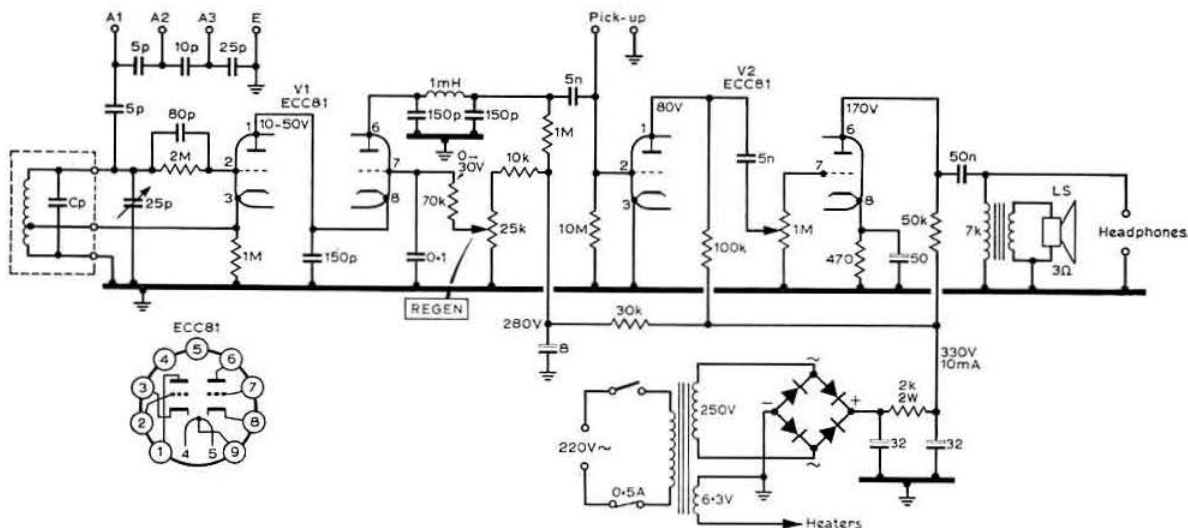 A1 A2 A3 E
5p 10p 25p
5p
80p
2M
V1
ECC81
10-50V
1
2
3
Cp
25p
1M
150p
1mH
150p 150p
6
7
8
0-
30V
70k
0·1
10k
25k
REGEN
1M
5n
Pick-up
10M
80V
1
2
3
V2
ECC81
5n
100k
1M
170V
6
7
8
470
50
50k
50n
7k
LS
3Ω
Headphones
280V
30k
8
330V
10mA
2k
2W
32
32
ECC81
1 2 3 4 5 6 7 8 9
4 5
220V~
0·5A
250V
6·3V
~
- +
~
Heaters